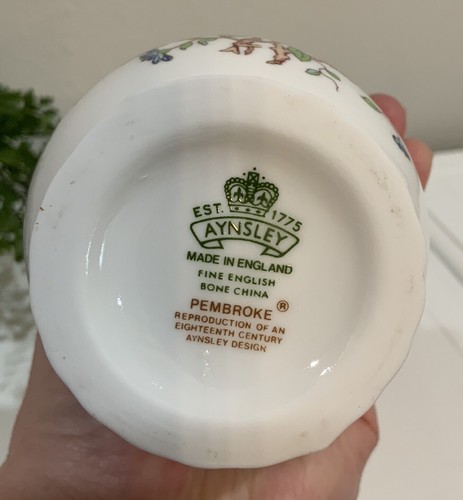 EST. 1775
AYNSLEY
MADE IN ENGLAND
FINE ENGLISH
BONE CHINA
PEMBROKE ®
REPRODUCTION OF AN
EIGHTEENTH CENTURY
AYNSLEY DESIGN